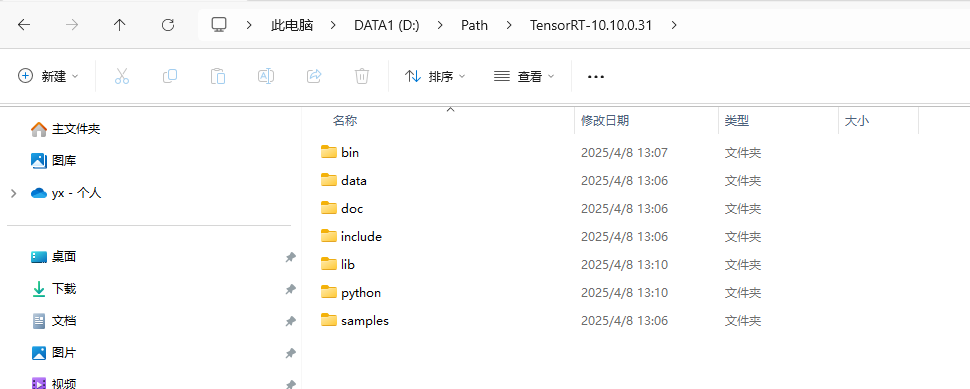 此电脑 > DATA1 (D:) > Path > TensorRT-10.10.0.31 >
新建 排序 查看 ...
名称 修改日期 类型 大小
主文件夹
图库
yx - 个人
桌面
下载
文档
图片
视频
bin 2025/4/8 13:07 文件夹
data 2025/4/8 13:06 文件夹
doc 2025/4/8 13:06 文件夹
include 2025/4/8 13:06 文件夹
lib 2025/4/8 13:10 文件夹
python 2025/4/8 13:10 文件夹
samples 2025/4/8 13:06 文件夹